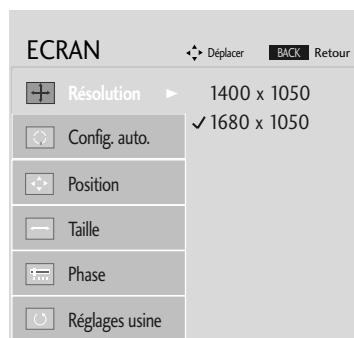 ECRAN Déplacer BACK Retour
Résolution 1400 x 1050
1680 x 1050
Config. auto.
Position
Taille
Phase
Réglages usine